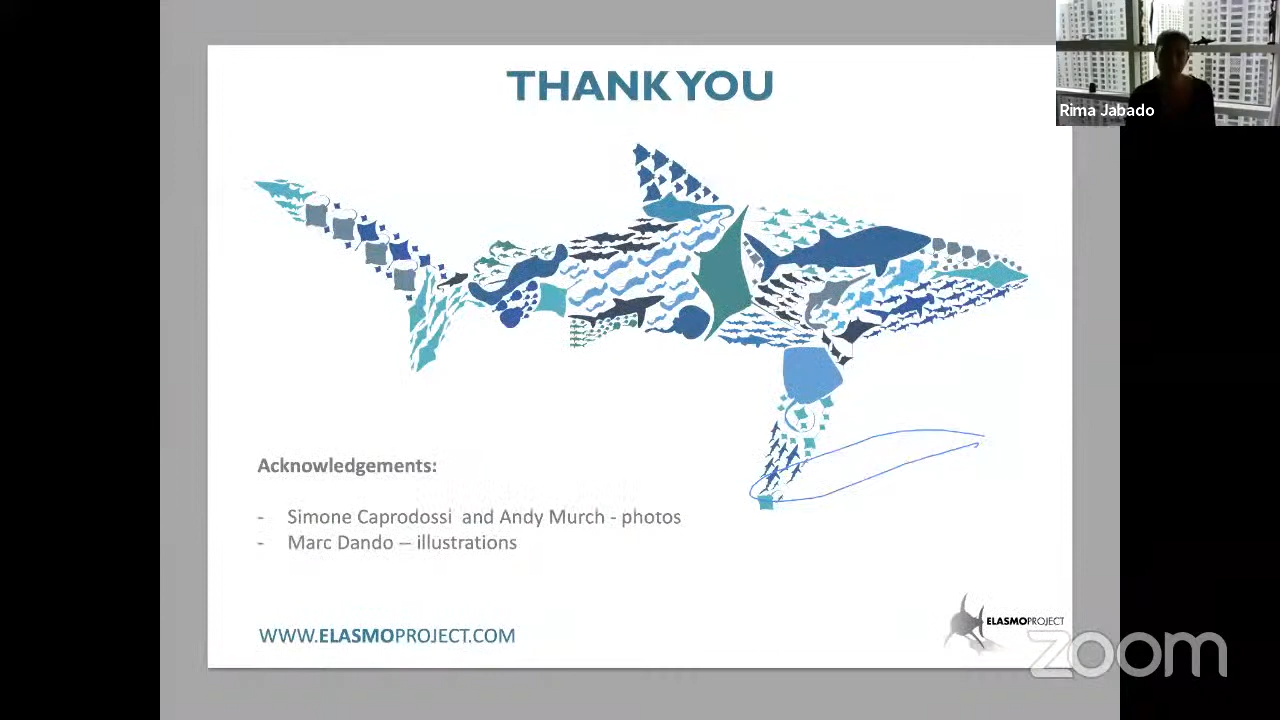 THANK YOU
Rima Jabado
Acknowledgements:
- Simone Caprodossi and Andy Murch - photos
- Marc Dando – illustrations
WWW.ELASMOPROJECT.COM
ELASMOPROJECT
zoom